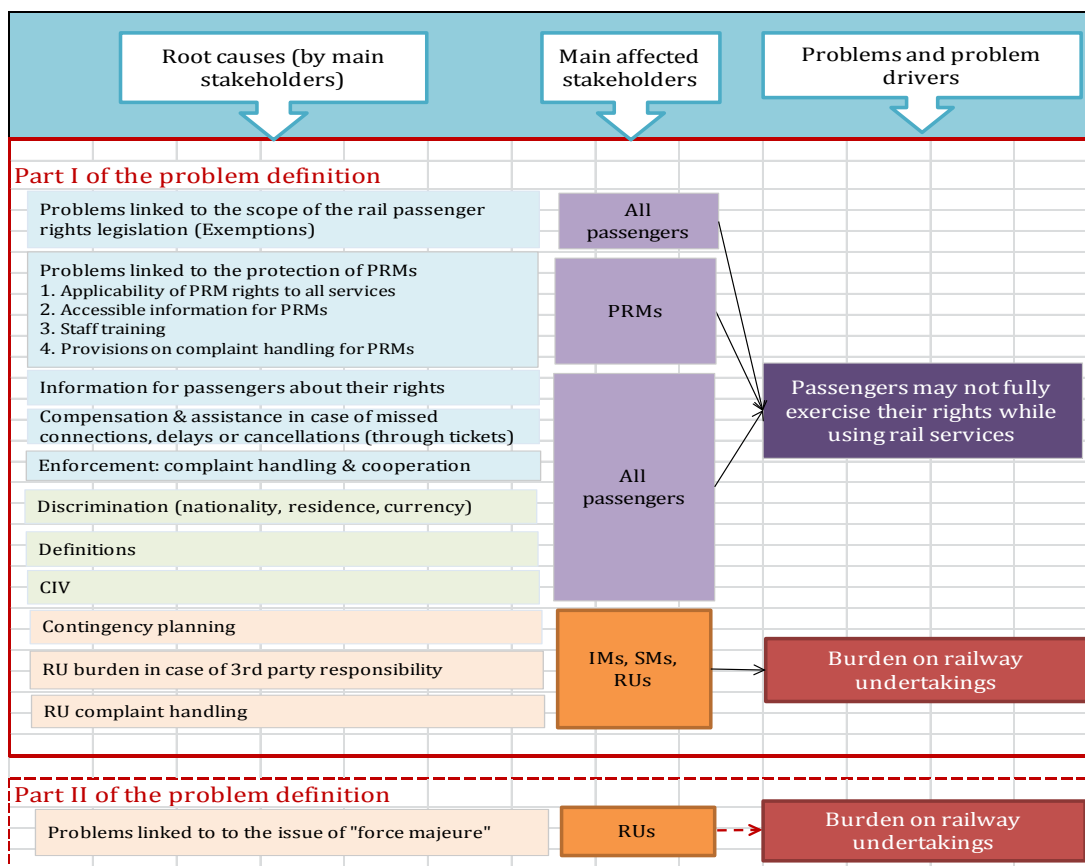 Root causes (by main
stakeholders)
Main affected
stakeholders
Problems and problem
drivers
Part I of the problem definition
Problems linked to the scope of the rail passenger
rights legislation (Exemptions)
All
passengers
Problems linked to the protection of PRMs
1. Applicability of PRM rights to all services
2. Accessible information for PRMs
3. Staff training
4. Provisions on complaint handling for PRMs
PRMs
Information for passengers about their rights
Compensation & assistance in case of missed
connections, delays or cancellations (through tickets)
Enforcement: complaint handling & cooperation
Discrimination (nationality, residence, currency)
Definitions
CIV
All
passengers
Passengers may not fully
exercise their rights while
using rail services
Contingency planning
RU burden in case of 3rd party responsibility
RU complaint handling
IMs, SMs,
RUs
Burden on railway
undertakings
Part II of the problem definition
Problems linked to to the issue of "force majeure"
RUs
Burden on railway
undertakings